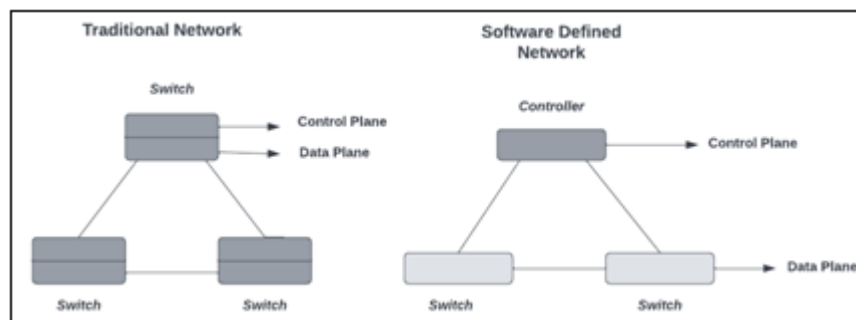 Traditional Network
Switch
Control Plane
Data Plane
Switch
Switch
Software Defined
Network
Controller
Control Plane
Data Plane
Switch
Switch